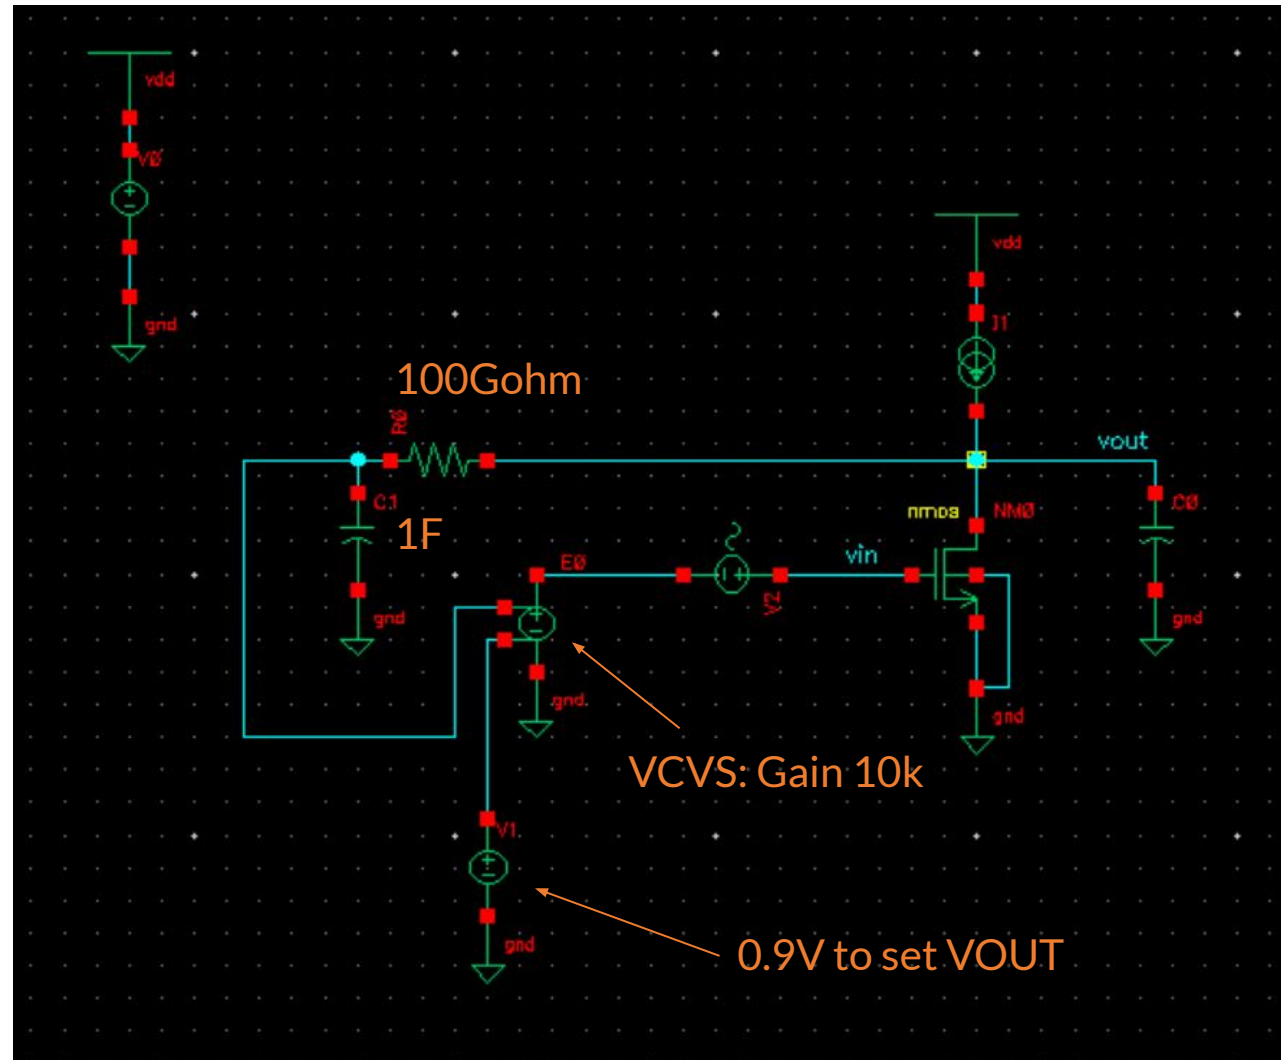 vdd
V0
gnd
vdd
I1
100Gohm
R0
vout
C1
1F
nmos
NM0
C0
vin
E0
V2
gnd
gnd
gnd
gnd
VCVS: Gain 10k
V1
gnd
0.9V to set VOUT